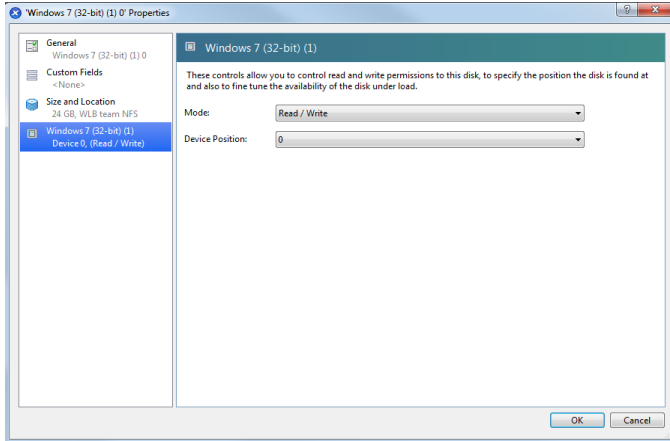 'Windows 7 (32-bit) (1) 0' Properties
General
Windows 7 (32-bit) (1) 0
Custom Fields
<None>
Size and Location
24 GB, WLB team NFS
Windows 7 (32-bit) (1)
Device 0, (Read / Write)
Windows 7 (32-bit) (1)
These controls allow you to control read and write permissions to this disk, to specify the position the disk is found at
and also to fine tune the availability of the disk under load.
Mode: Read / Write
Device Position: 0
OK Cancel